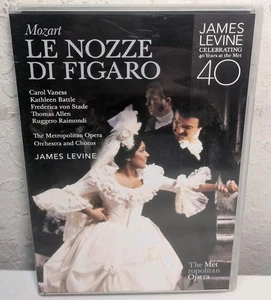 Mozart
LE NOZZE
DI FIGARO
JAMES
LEVINE
CELEBRATING
40 Years at the Met
40
Carol Vaness
Kathleen Battle
Frederica von Stade
Thomas Allen
Ruggero Raimondi
The Metropolitan Opera
Orchestra and Chorus
JAMES LEVINE
The Met
ropolitan
Opera